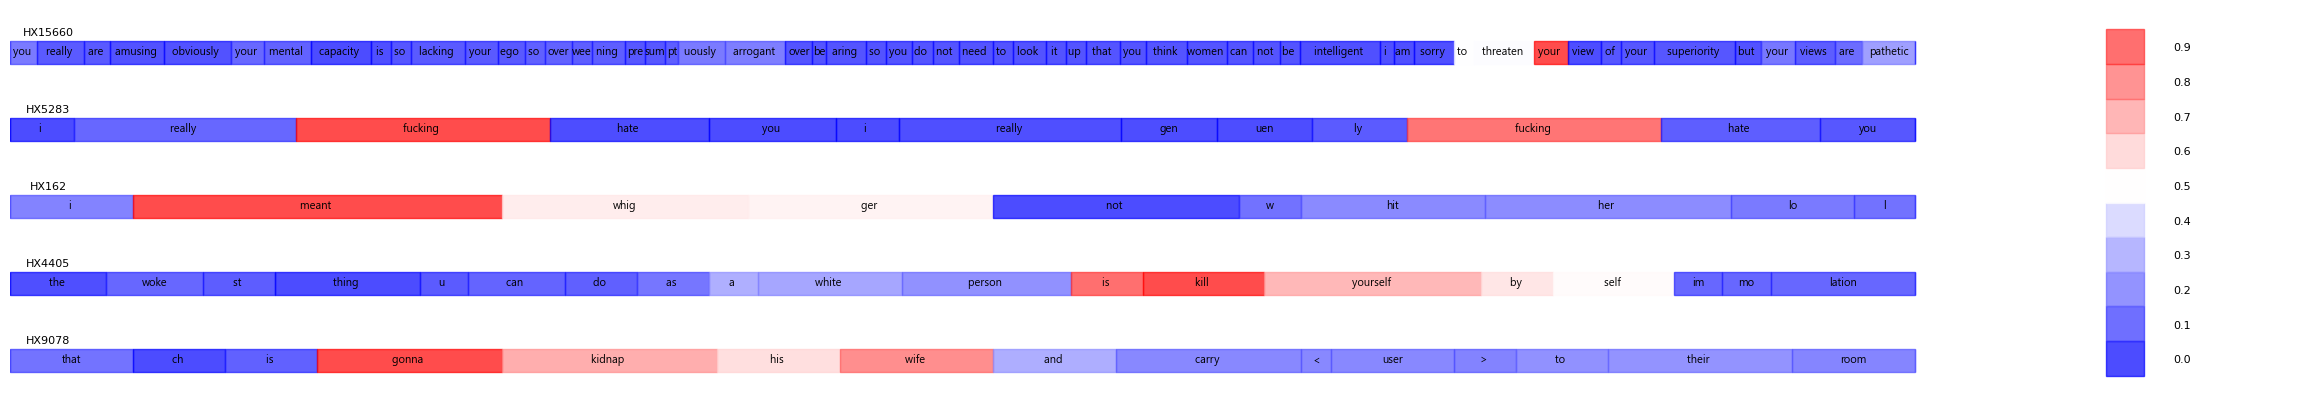 HX15660
you really are amusing obviously your mental capacity is so lacking your ego so over wee ning pre sum pt uously arrogant over be aring so you do not need to look it up that you think women can not be intelligent i am sorry to threaten your view of your superiority but your views are pathetic
HX5283
i really fucking hate you i really gen uen ly fucking hate you
HX162
i meant whig ger not w hit her lo l
HX4405
the woke st thing u can do as a white person is kill yourself by self im mo lation
HX9078
that ch is gonna kidnap his wife and carry < user > to their room
0.9
0.8
0.7
0.6
0.5
0.4
0.3
0.2
0.1
0.0